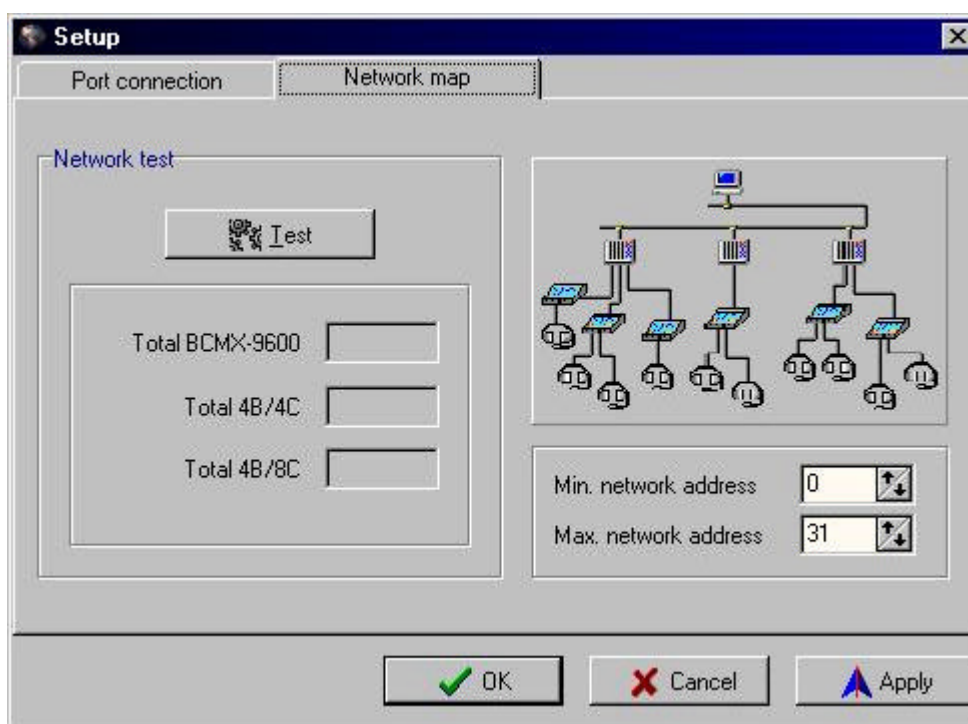 Setup
Port connection
Network map
Network test
Test
Total BCMX-9600
Total 4B/4C
Total 4B/8C
Min. network address 0
Max. network address 31
OK
Cancel
Apply